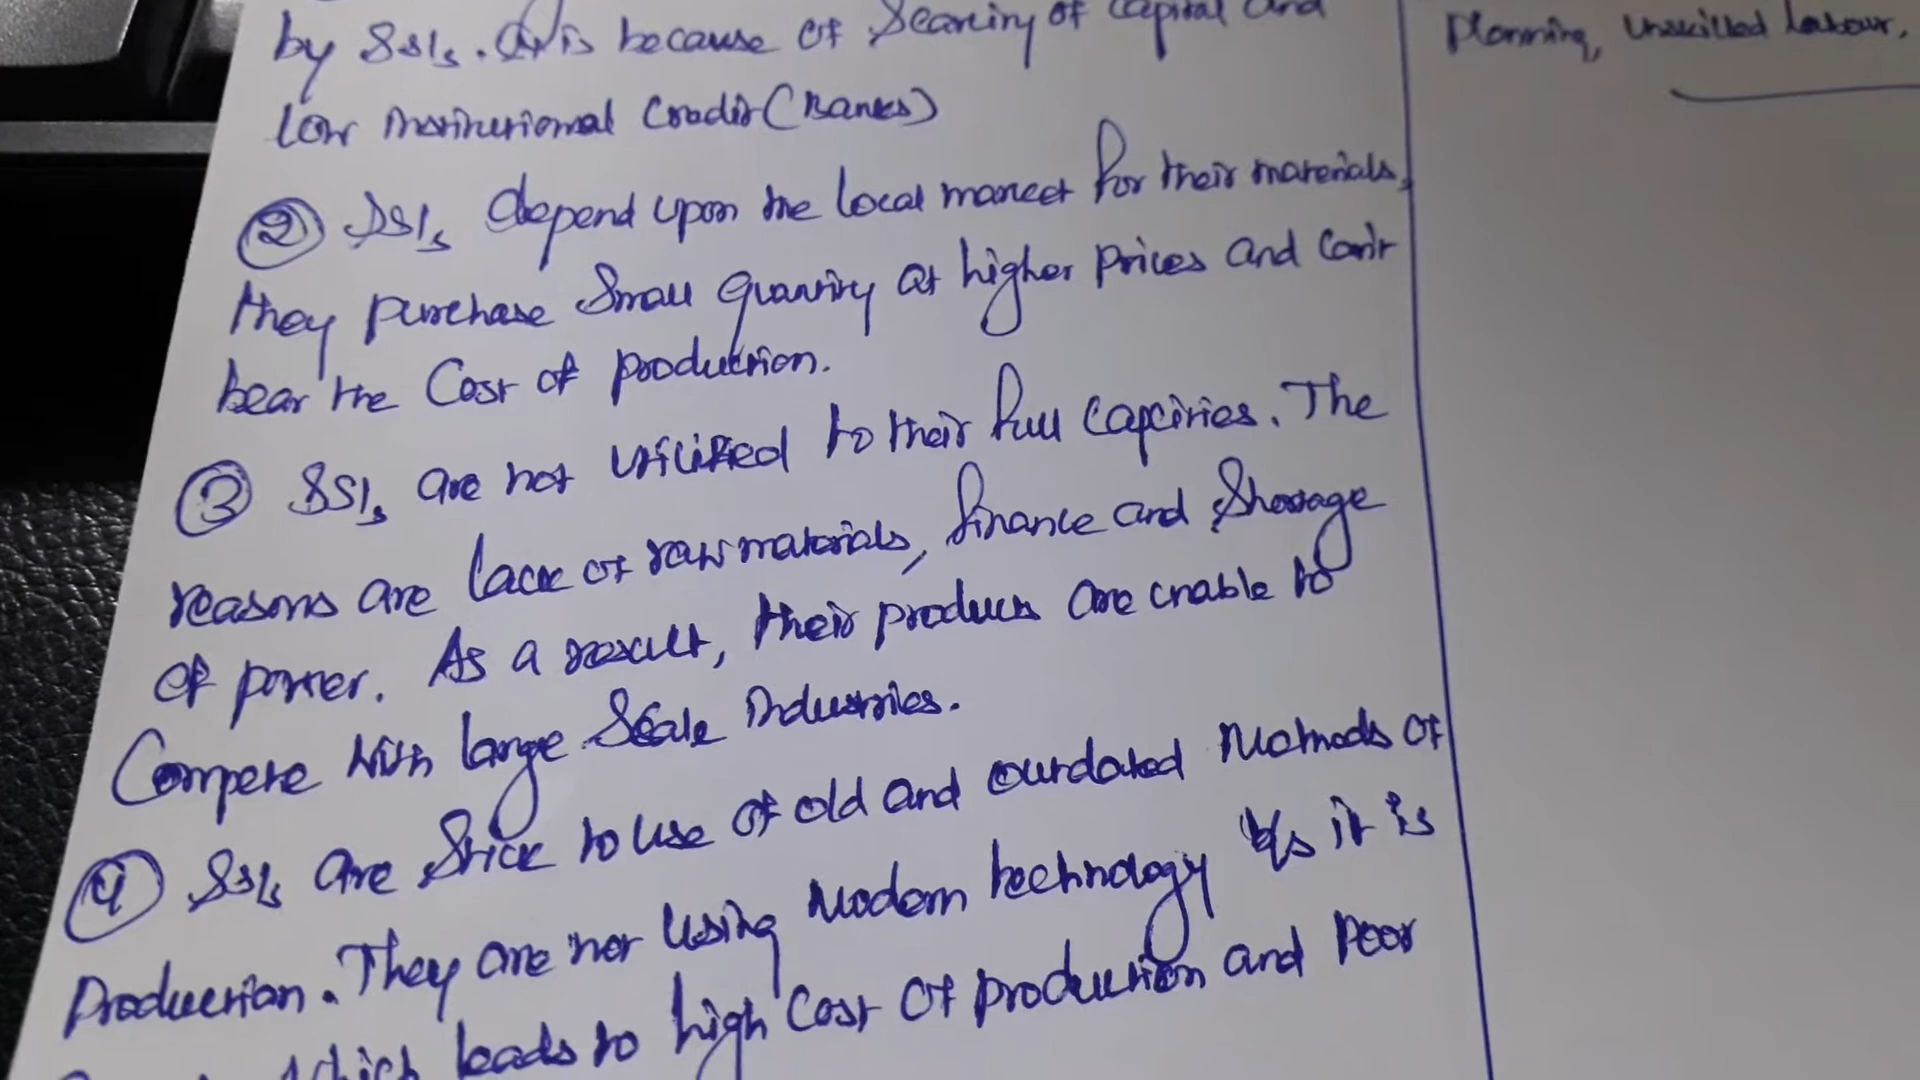 by SSIs. It is because of Scarcity of Capital and
low Institutional Credit (Banks)
② SSIs depend upon the local market for their materials,
they purchase Small quantity at higher prices and can't
bear the Cost of production.
③ SSIs are not utilized to their full Capcities. The
reasons are lack of raw materials, finance and Shortage
of power. As a result, their products are unable to
Compete with large Scale Industries.
④ SSIs are Stick to use of old and outdated Methods of
Production. They are not Using Modern technology b/s it is
which leads to high Cost of production and Poor
Planning, Unskilled Labour,